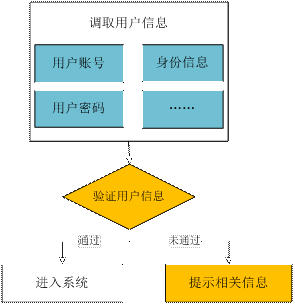 调取用户信息
用户账号 身份信息
用户密码 ……
验证用户信息
通过 未通过
进入系统 提示相关信息